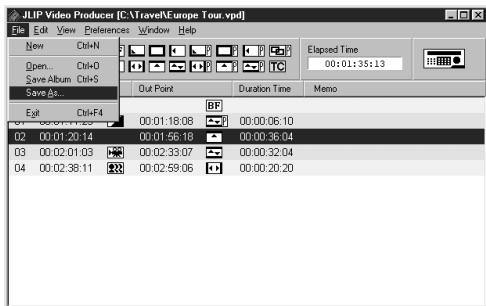 JLIP Video Producer [C:\Travel\Europe Tour.vpd]
File Edit View Preferences Window Help
New Ctrl+N
Open... Ctrl+O
Save Album Ctrl+S
Save As...
Exit Ctrl+F4
P P P P P
P P TC
Elapsed Time
00:01:35:13
Out Point Duration Time Memo
BF
00:01:18:08 P 00:00:06:10
02 00:01:20:14 00:01:56:18 00:00:36:04
03 00:02:01:03 00:02:33:07 00:00:32:04
04 00:02:38:11 00:02:59:06 00:00:20:20